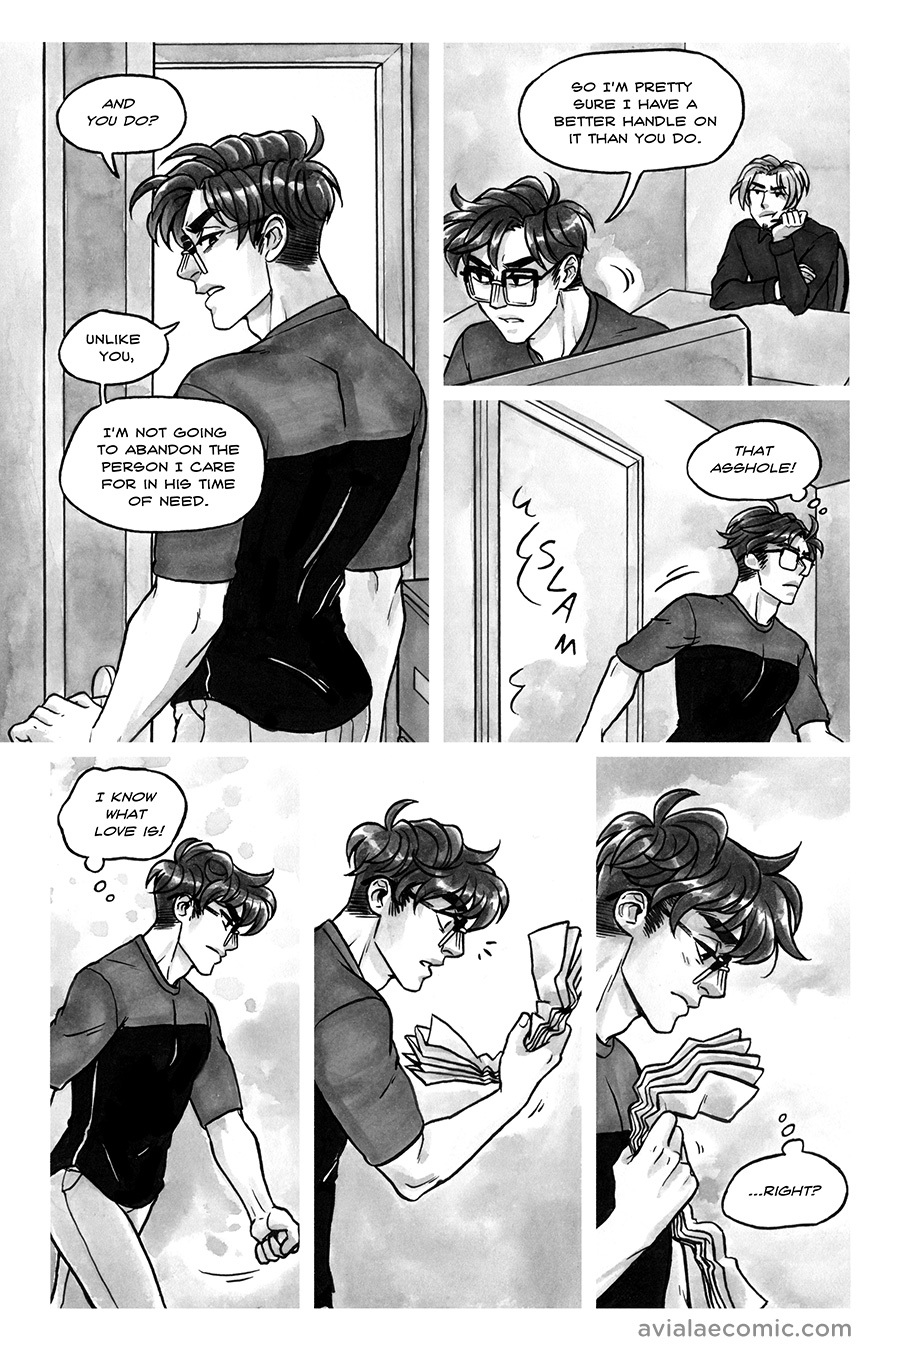 AND
YOU DO?
UNLIKE
YOU,
I'M NOT GOING
TO ABANDON THE
PERSON I CARE
FOR IN HIS TIME
OF NEED.
SO I'M PRETTY
SURE I HAVE A
BETTER HANDLE ON
IT THAN YOU DO.
SLAM
THAT
ASSHOLE!
I KNOW
WHAT
LOVE IS!
...RIGHT?
avialaecomic.com